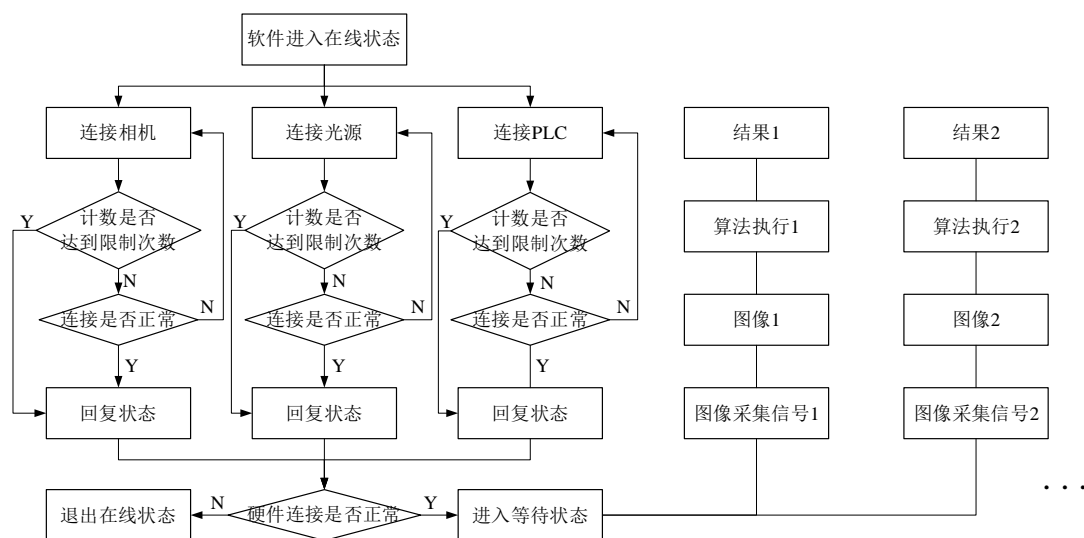 软件进入在线状态
连接相机
连接光源
连接PLC
结果1
结果2
Y
计数是否
达到限制次数
Y
计数是否
达到限制次数
Y
计数是否
达到限制次数
算法执行1
算法执行2
N
N
N
连接是否正常
N
连接是否正常
N
连接是否正常
N
图像1
图像2
Y
Y
Y
回复状态
回复状态
回复状态
图像采集信号1
图像采集信号2
退出在线状态
N
硬件连接是否正常
Y
进入等待状态
...